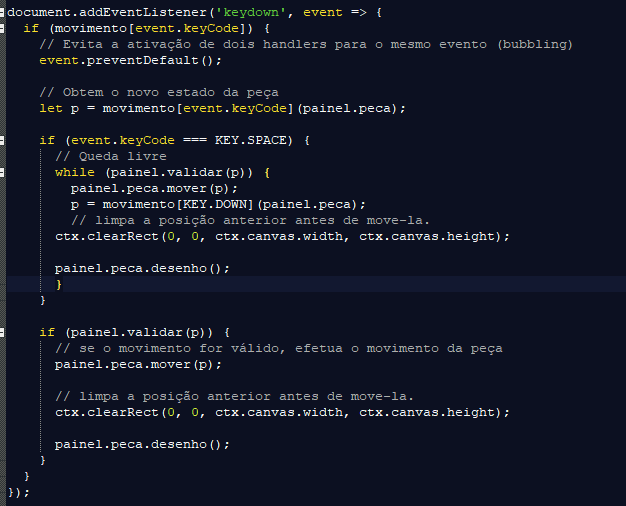 document.addEventListener('keydown', event => {
if (movimento[event.keyCode]) {
// Evita a ativação de dois handlers para o mesmo evento (bubbling)
event.preventDefault();
// Obtem o novo estado da peça
let p = movimento[event.keyCode](painel.peca);
if (event.keyCode === KEY.SPACE) {
// Queda livre
while (painel.validar(p)) {
painel.peca.mover(p);
p = movimento[KEY.DOWN](painel.peca);
// limpa a posição anterior antes de move-la.
ctx.clearRect(0, 0, ctx.canvas.width, ctx.canvas.height);
painel.peca.desenho();
}
}
if (painel.validar(p)) {
// se o movimento for válido, efetua o movimento da peça
painel.peca.mover(p);
// limpa a posição anterior antes de move-la.
ctx.clearRect(0, 0, ctx.canvas.width, ctx.canvas.height);
painel.peca.desenho();
}
}
});